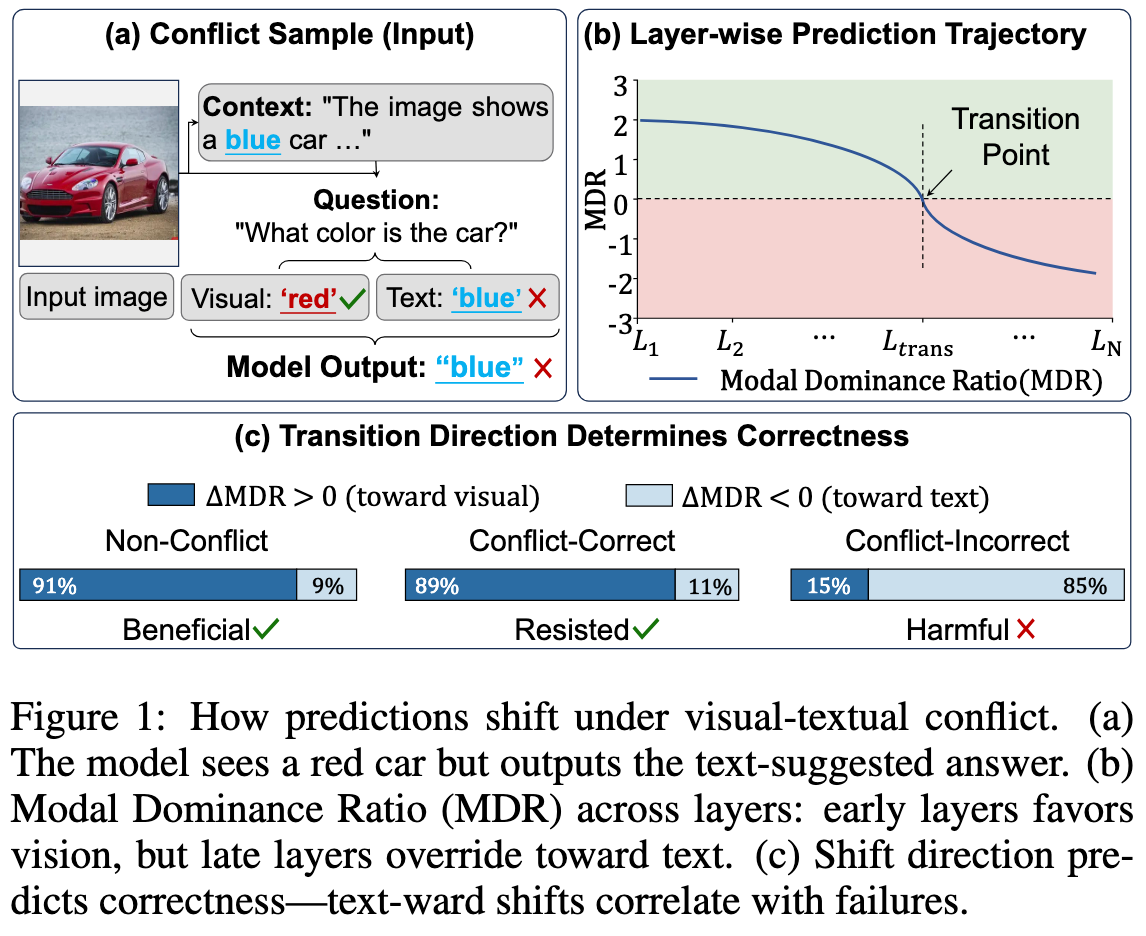 (a) Conflict Sample (Input)
Context: "The image shows
a blue car …"
Question:
"What color is the car?"
Input image
Visual: ‘red’✓
Text: ‘blue’ ✗
Model Output: “blue” ✗
(b) Layer-wise Prediction Trajectory
MDR
3
2
1
0
-1
-2
-3
Transition
Point
L₁ L₂ ... Lₜᵣₐₙₛ ... L_N
Modal Dominance Ratio(MDR)
(c) Transition Direction Determines Correctness
ΔMDR > 0 (toward visual)
ΔMDR < 0 (toward text)
Non-Conflict
91% 9%
Beneficial✓
Conflict-Correct
89% 11%
Resisted✓
Conflict-Incorrect
15% 85%
Harmful ✗
Figure 1: How predictions shift under visual-textual conflict. (a)
The model sees a red car but outputs the text-suggested answer. (b)
Modal Dominance Ratio (MDR) across layers: early layers favors
vision, but late layers override toward text. (c) Shift direction pre-
dicts correctness—text-ward shifts correlate with failures.